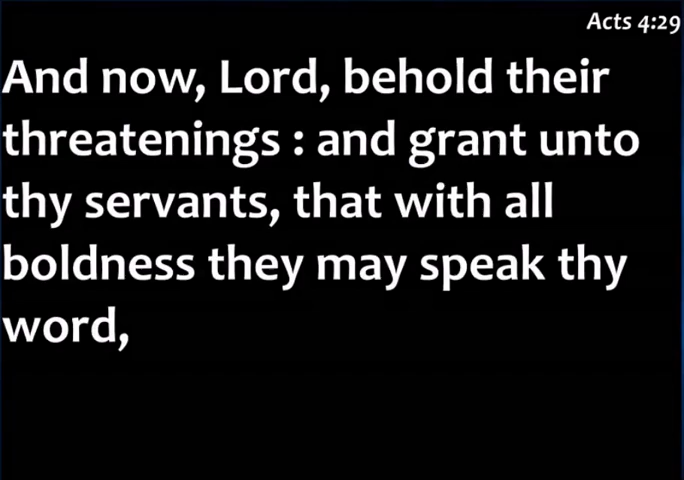 Acts 4:29
And now, Lord, behold their
threatenings : and grant unto
thy servants, that with all
boldness they may speak thy
word,